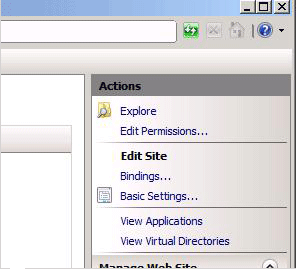 Actions
Explore
Edit Permissions...
Edit Site
Bindings...
Basic Settings...
View Applications
View Virtual Directories
Manage Web Site